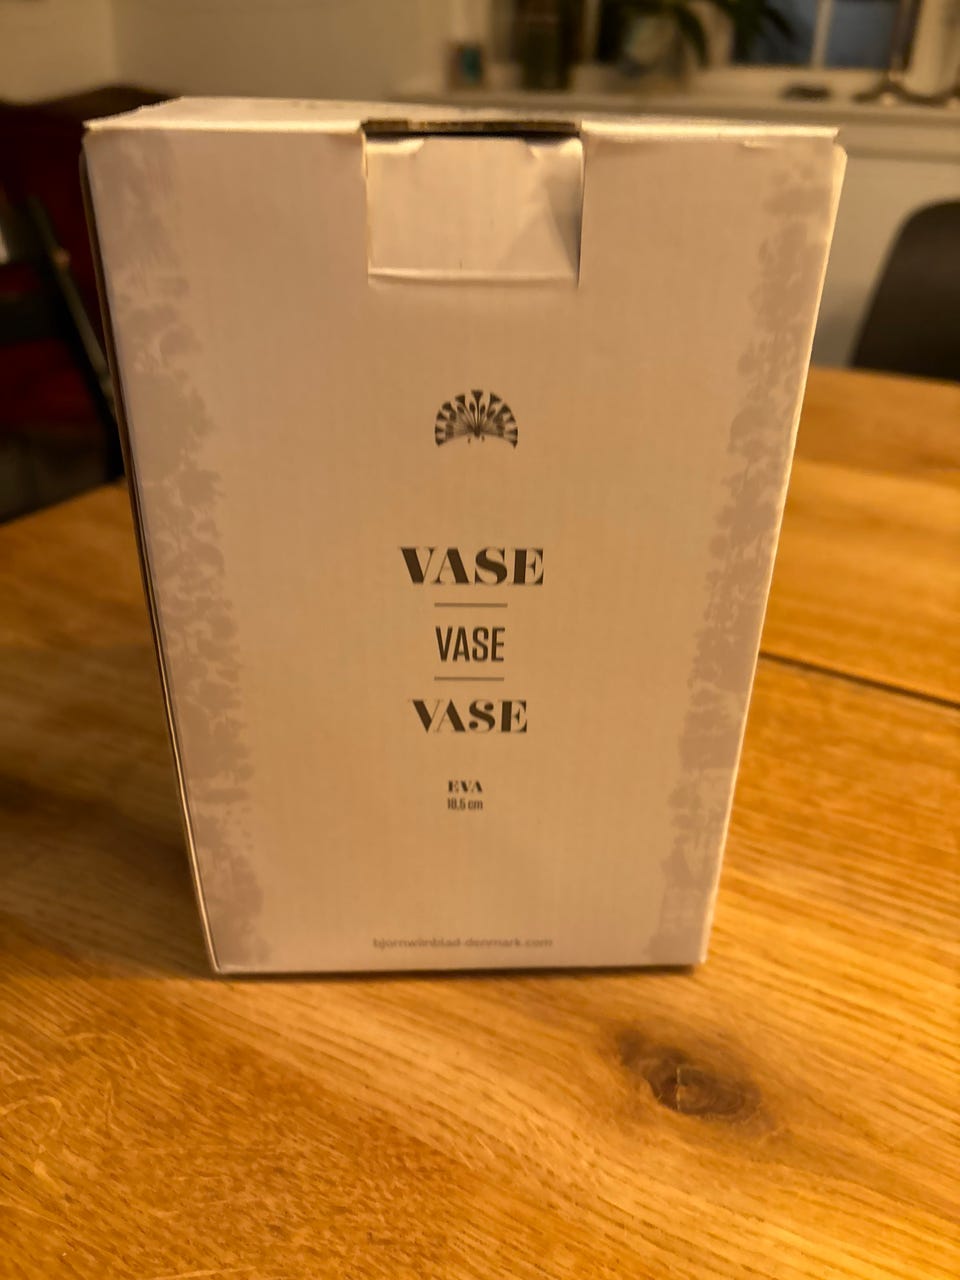 VASE
VASE
VASE
EVA
18,5 cm
bjornwiinblad-denmark.com